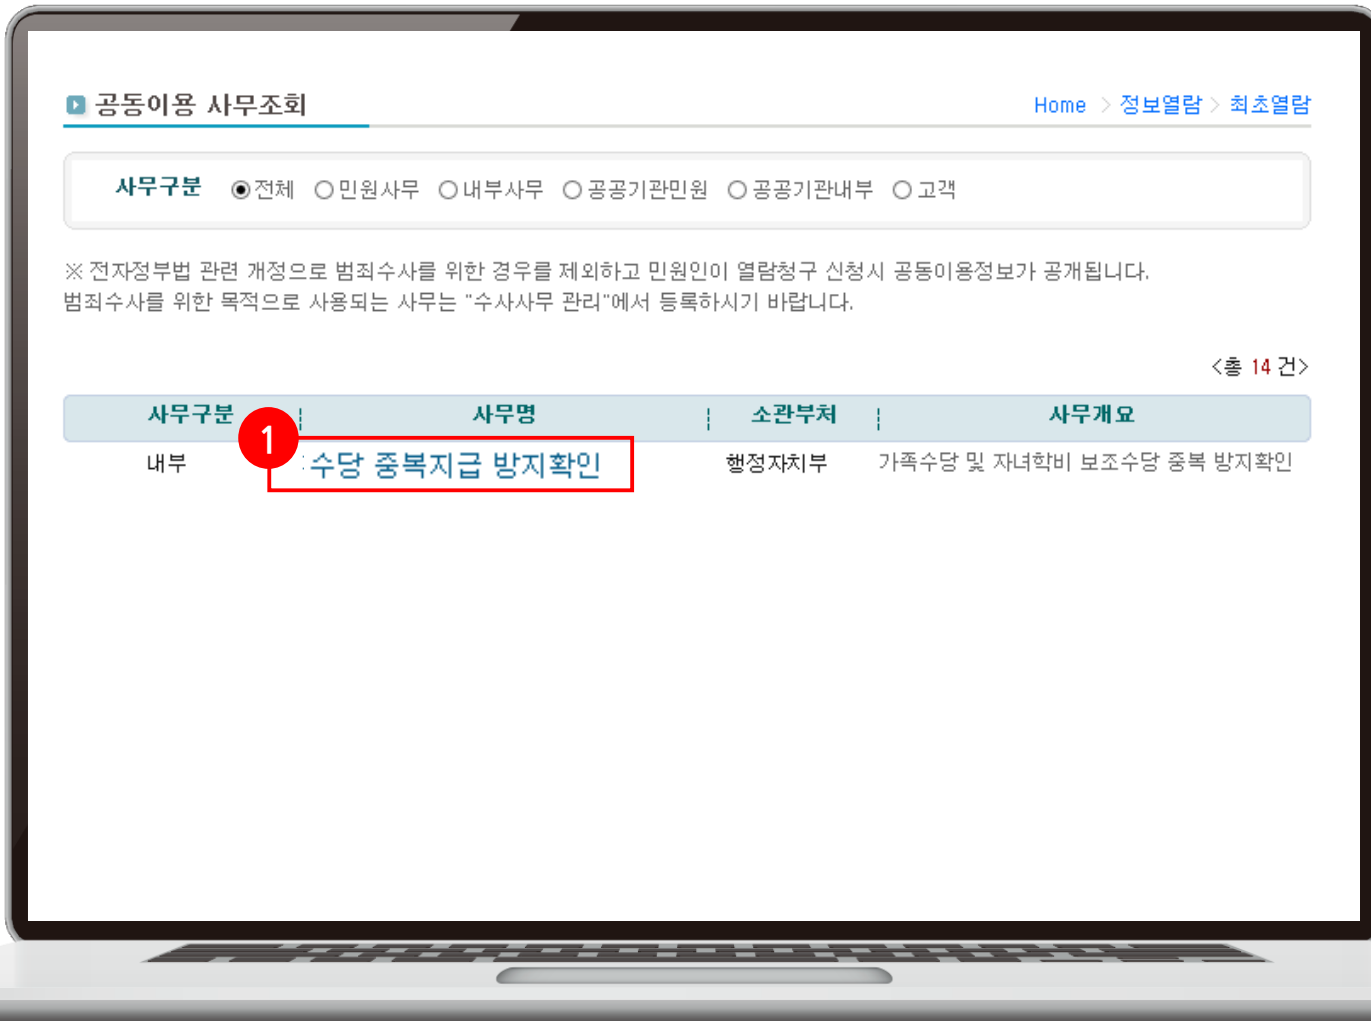 공동이용 사무조회
Home > 정보열람 > 최초열람
사무구분 전체 민원사무 내부사무 공공기관민원 공공기관내부 고객
※ 전자정부법 관련 개정으로 범죄수사를 위한 경우를 제외하고 민원인이 열람청구 신청시 공동이용정보가 공개됩니다.
범죄수사를 위한 목적으로 사용되는 사무는 "수사사무 관리"에서 등록하시기 바랍니다.
<총 14 건>
사무구분 사무명 소관부처 사무개요
1
내부 수당 중복지급 방지확인 행정자치부 가족수당 및 자녀학비 보조수당 중복 방지확인